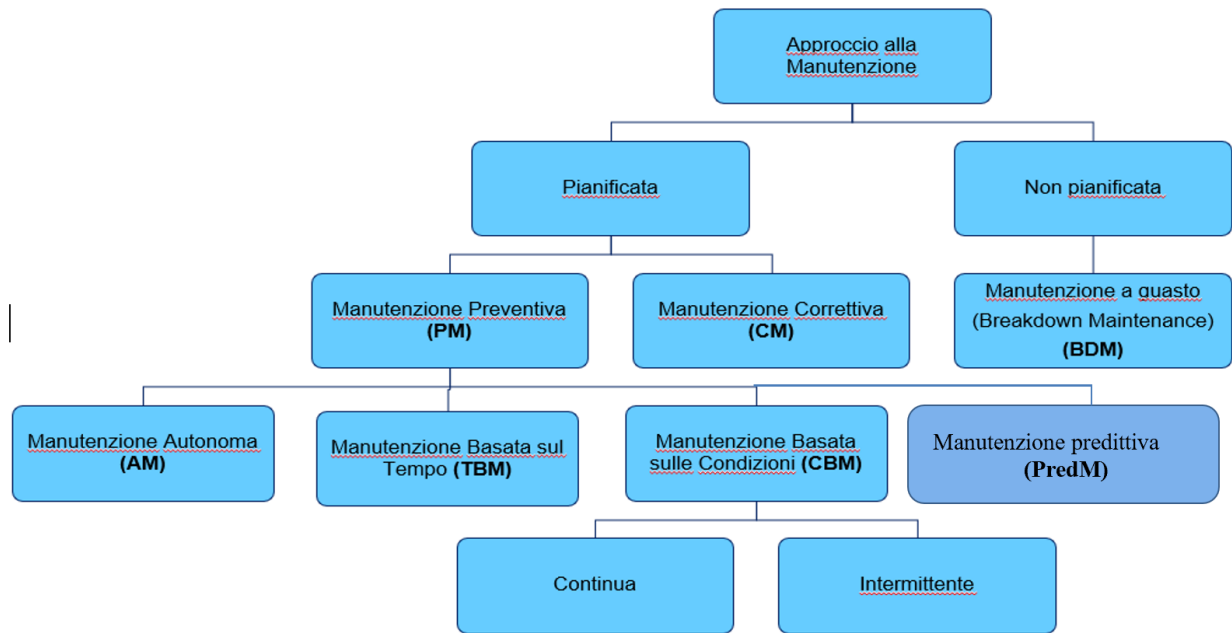 Approccio alla
Manutenzione
Pianificata
Non pianificata
Manutenzione Preventiva
(PM)
Manutenzione Correttiva
(CM)
Manutenzione a guasto
(Breakdown Maintenance)
(BDM)
Manutenzione Autonoma
(AM)
Manutenzione Basata sul
Tempo (TBM)
Manutenzione Basata
sulle Condizioni (CBM)
Manutenzione predittiva
(PredM)
Continua
Intermittente